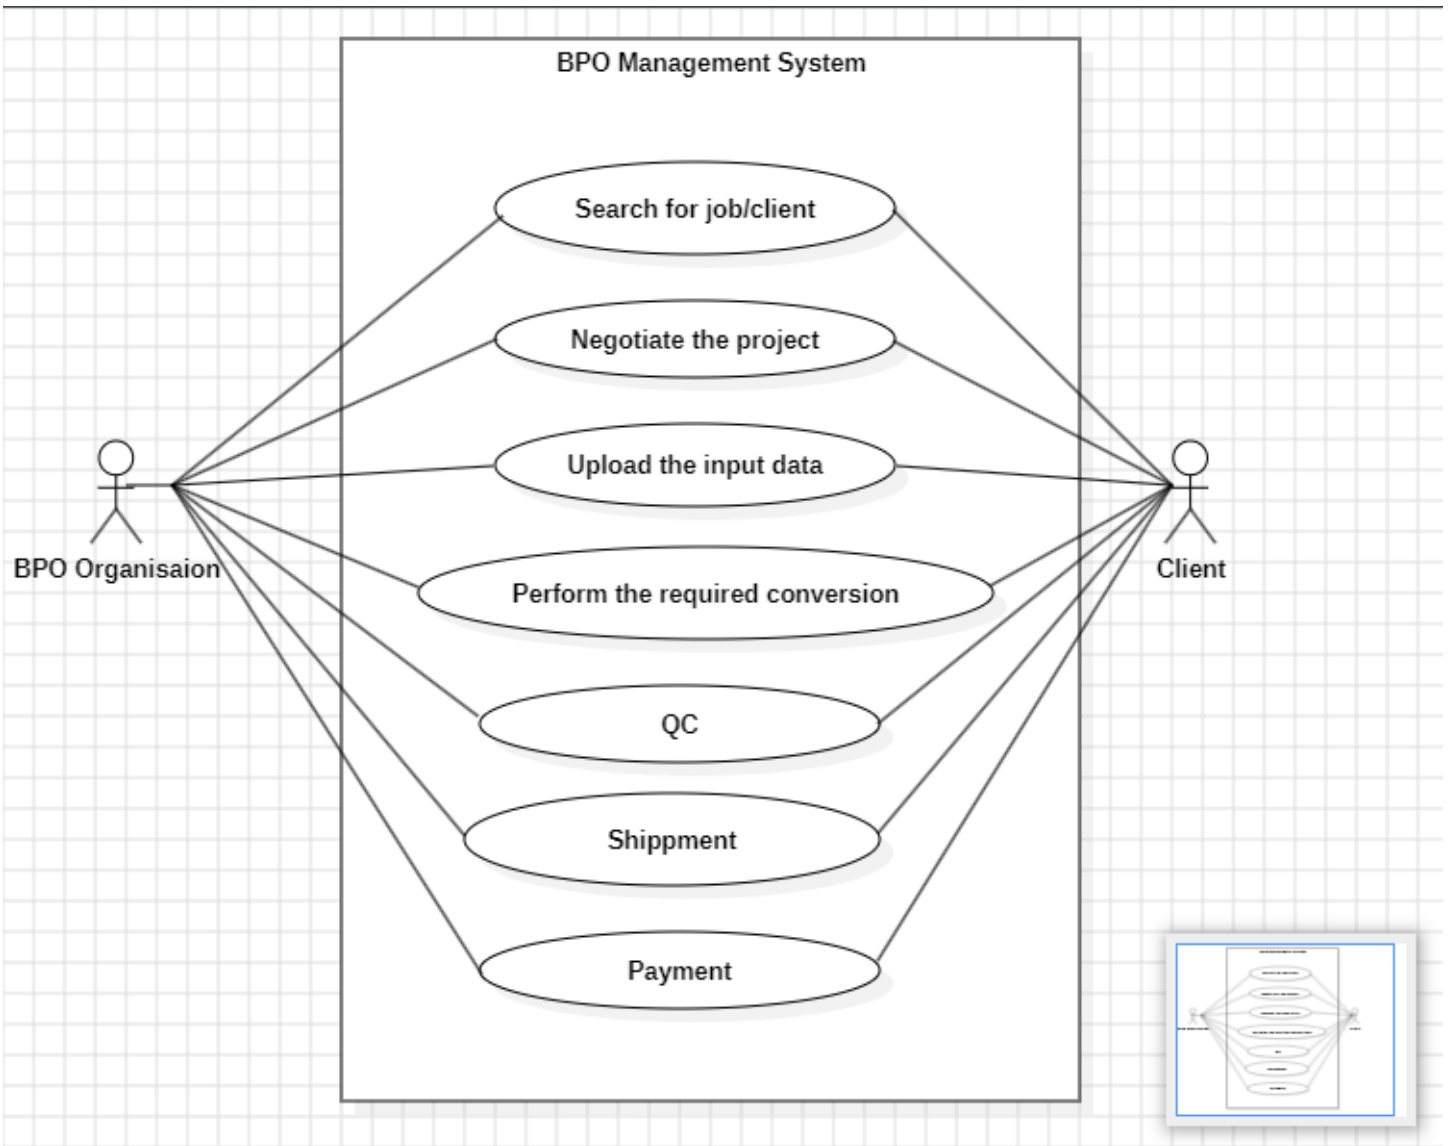 BPO Management System
Search for job/client
Negotiate the project
Upload the input data
BPO Organisaion
Client
Perform the required conversion
QC
Shippment
Payment